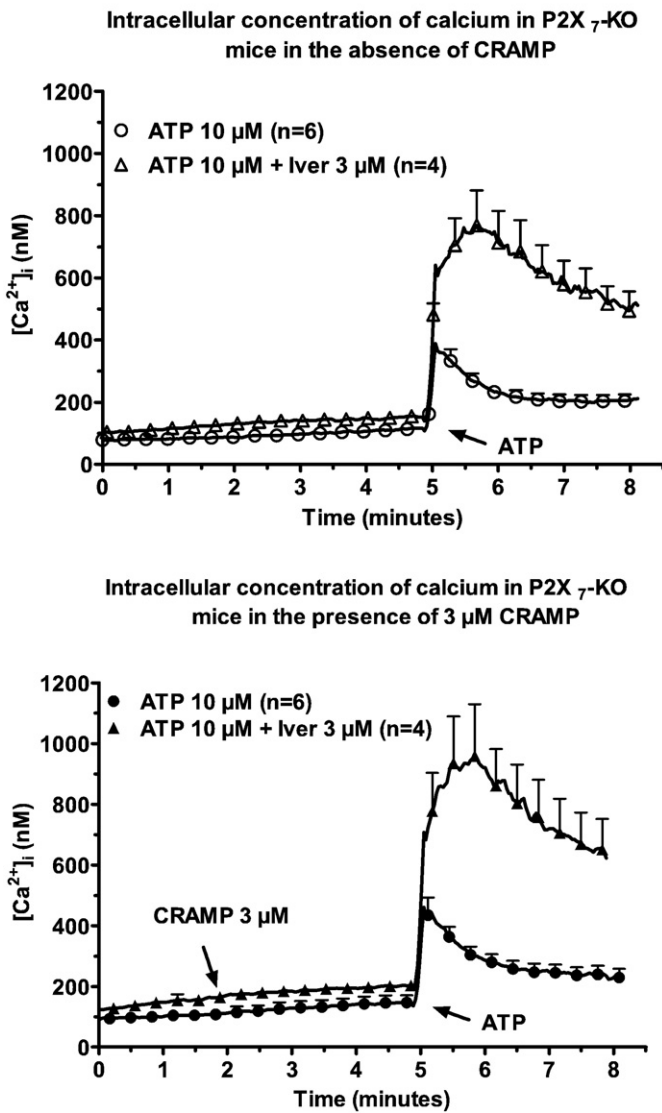 Intracellular concentration of calcium in P2X 7-KO
mice in the absence of CRAMP
1200
1000
800
600
400
200
0
[Ca2+]i (nM)
ATP 10 µM (n=6)
ATP 10 µM + Iver 3 µM (n=4)
ATP
0 1 2 3 4 5 6 7 8
Time (minutes)
Intracellular concentration of calcium in P2X 7-KO
mice in the presence of 3 µM CRAMP
1200
1000
800
600
400
200
0
[Ca2+]i (nM)
ATP 10 µM (n=6)
ATP 10 µM + Iver 3 µM (n=4)
CRAMP 3 µM
ATP
0 1 2 3 4 5 6 7 8
Time (minutes)